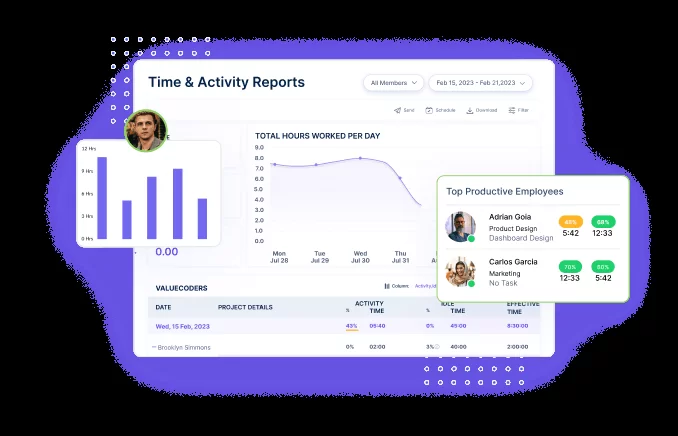 Time & Activity Reports
All Members
Feb 15, 2023 - Feb 21,2023
Send
Schedule
Download
Filter
E
12 Hrs
9 Hrs
6 Hrs
3 Hrs
0 Hrs
0.00
TOTAL HOURS WORKED PER DAY
9.0
8.0
7.0
6.0
5.0
4.0
3.0
2.0
1.0
0.0
Mon
Jul 28
Tue
Jul 29
Wed
Jul 30
Thu
Jul 31
Top Productive Employees
Adrian Goia
Product Design
Dashboard Design
5:42
68%
12:33
Carlos Garcia
Marketing
No Task
70%
12:33
50%
5:42
VALUECODERS
Column:
DATE
PROJECT DETAILS
ACTIVITY
% TIME
IDLE
% TIME
EFFECTIVE
TIME
Wed, 15 Feb, 2023
43%
05:40
0%
45:00
8:30:00
Brooklyn Simmons
0%
02:00
3%
40:00
2:00:00